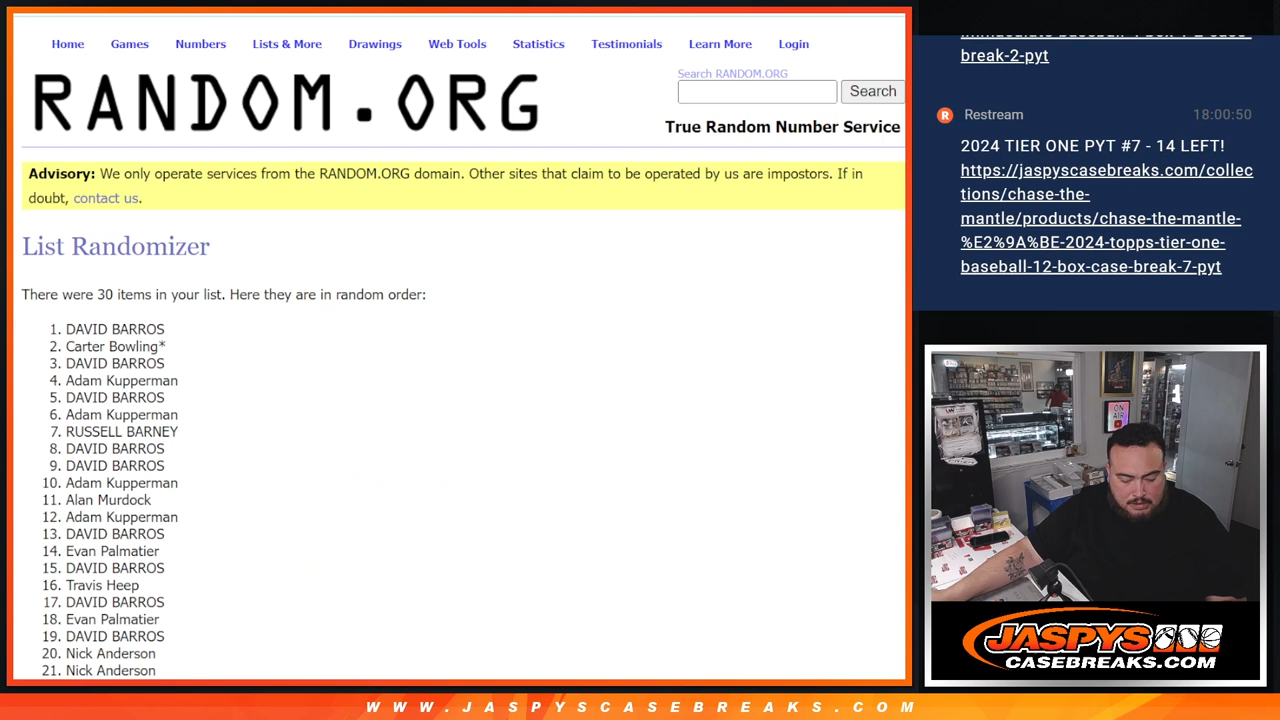 Home Games Numbers Lists & More Drawings Web Tools Statistics Testimonials Learn More Login
RANDOM.ORG
Search RANDOM.ORG
Search
True Random Number Service
Advisory: We only operate services from the RANDOM.ORG domain. Other sites that claim to be operated by us are impostors. If in
doubt, contact us.
List Randomizer
There were 30 items in your list. Here they are in random order:
1. DAVID BARROS
2. Carter Bowling*
3. DAVID BARROS
4. Adam Kupperman
5. DAVID BARROS
6. Adam Kupperman
7. RUSSELL BARNEY
8. DAVID BARROS
9. DAVID BARROS
10. Adam Kupperman
11. Alan Murdock
12. Adam Kupperman
13. DAVID BARROS
14. Evan Palmatier
15. DAVID BARROS
16. Travis Heep
17. DAVID BARROS
18. Evan Palmatier
19. DAVID BARROS
20. Nick Anderson
21. Nick Anderson
break-2-pyt
R Restream 18:00:50
2024 TIER ONE PYT #7 - 14 LEFT!
https://jaspyscasebreaks.com/collec
tions/chase-the-
mantle/products/chase-the-mantle-
%E2%9A%BE-2024-topps-tier-one-
baseball-12-box-case-break-7-pyt
ON
AIR
JASPYS
CASEBREAKS.COM
WWW.JASPYSCASEBREAKS.COM